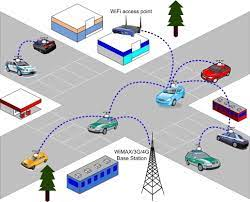 WiFi access point
WiMAX/3G/4G
Base Station